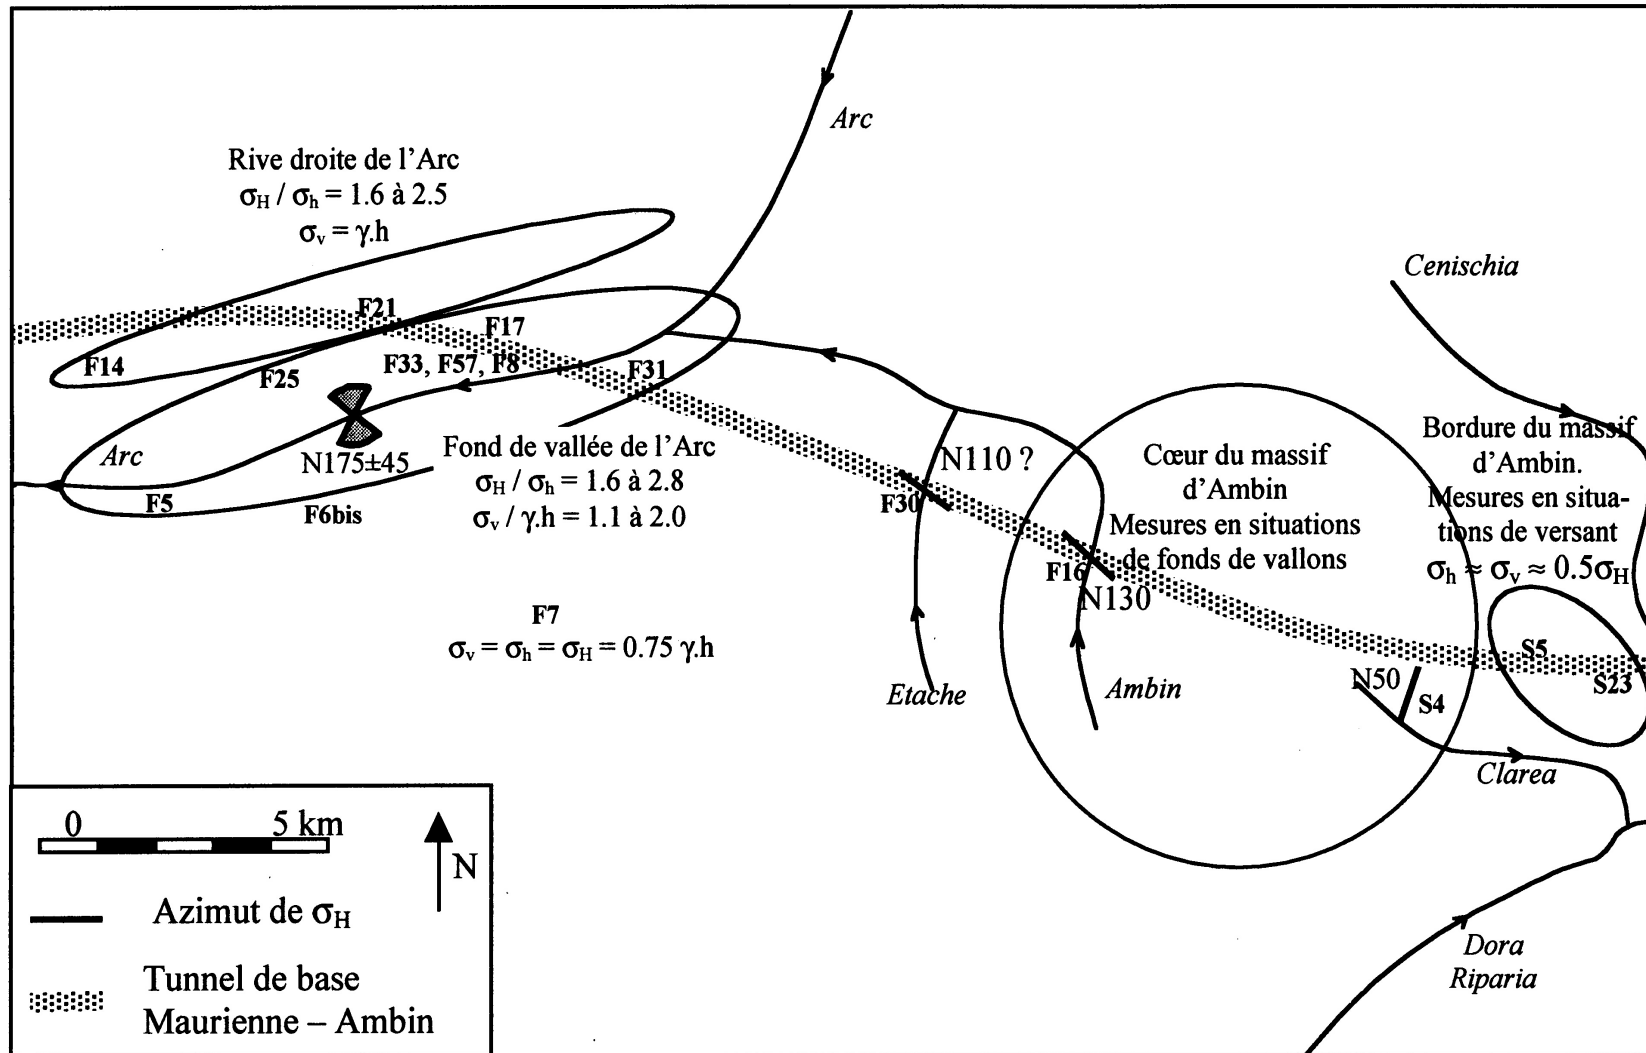 Arc
Rive droite de l'Arc
σH / σh = 1.6 à 2.5
σv = γ.h
Cenischia
F21
F17
F14
F25
F33, F57, F8
F31
Arc
N175±45
F5
F6bis
Fond de vallée de l'Arc
σH / σh = 1.6 à 2.8
σv / γ.h = 1.1 à 2.0
N110 ?
F30
Cœur du massif
d'Ambin
Mesures en situations
de fonds de vallons
F16
N130
Bordure du massif
d'Ambin.
Mesures en situa-
tions de versant
σh ≈ σv ≈ 0.5σH
F7
σv = σh = σH = 0.75 γ.h
Etache
Ambin
N50
S4
S5
S23
Clarea
Dora
Riparia
0 5 km
N
Azimut de σH
Tunnel de base
Maurienne – Ambin